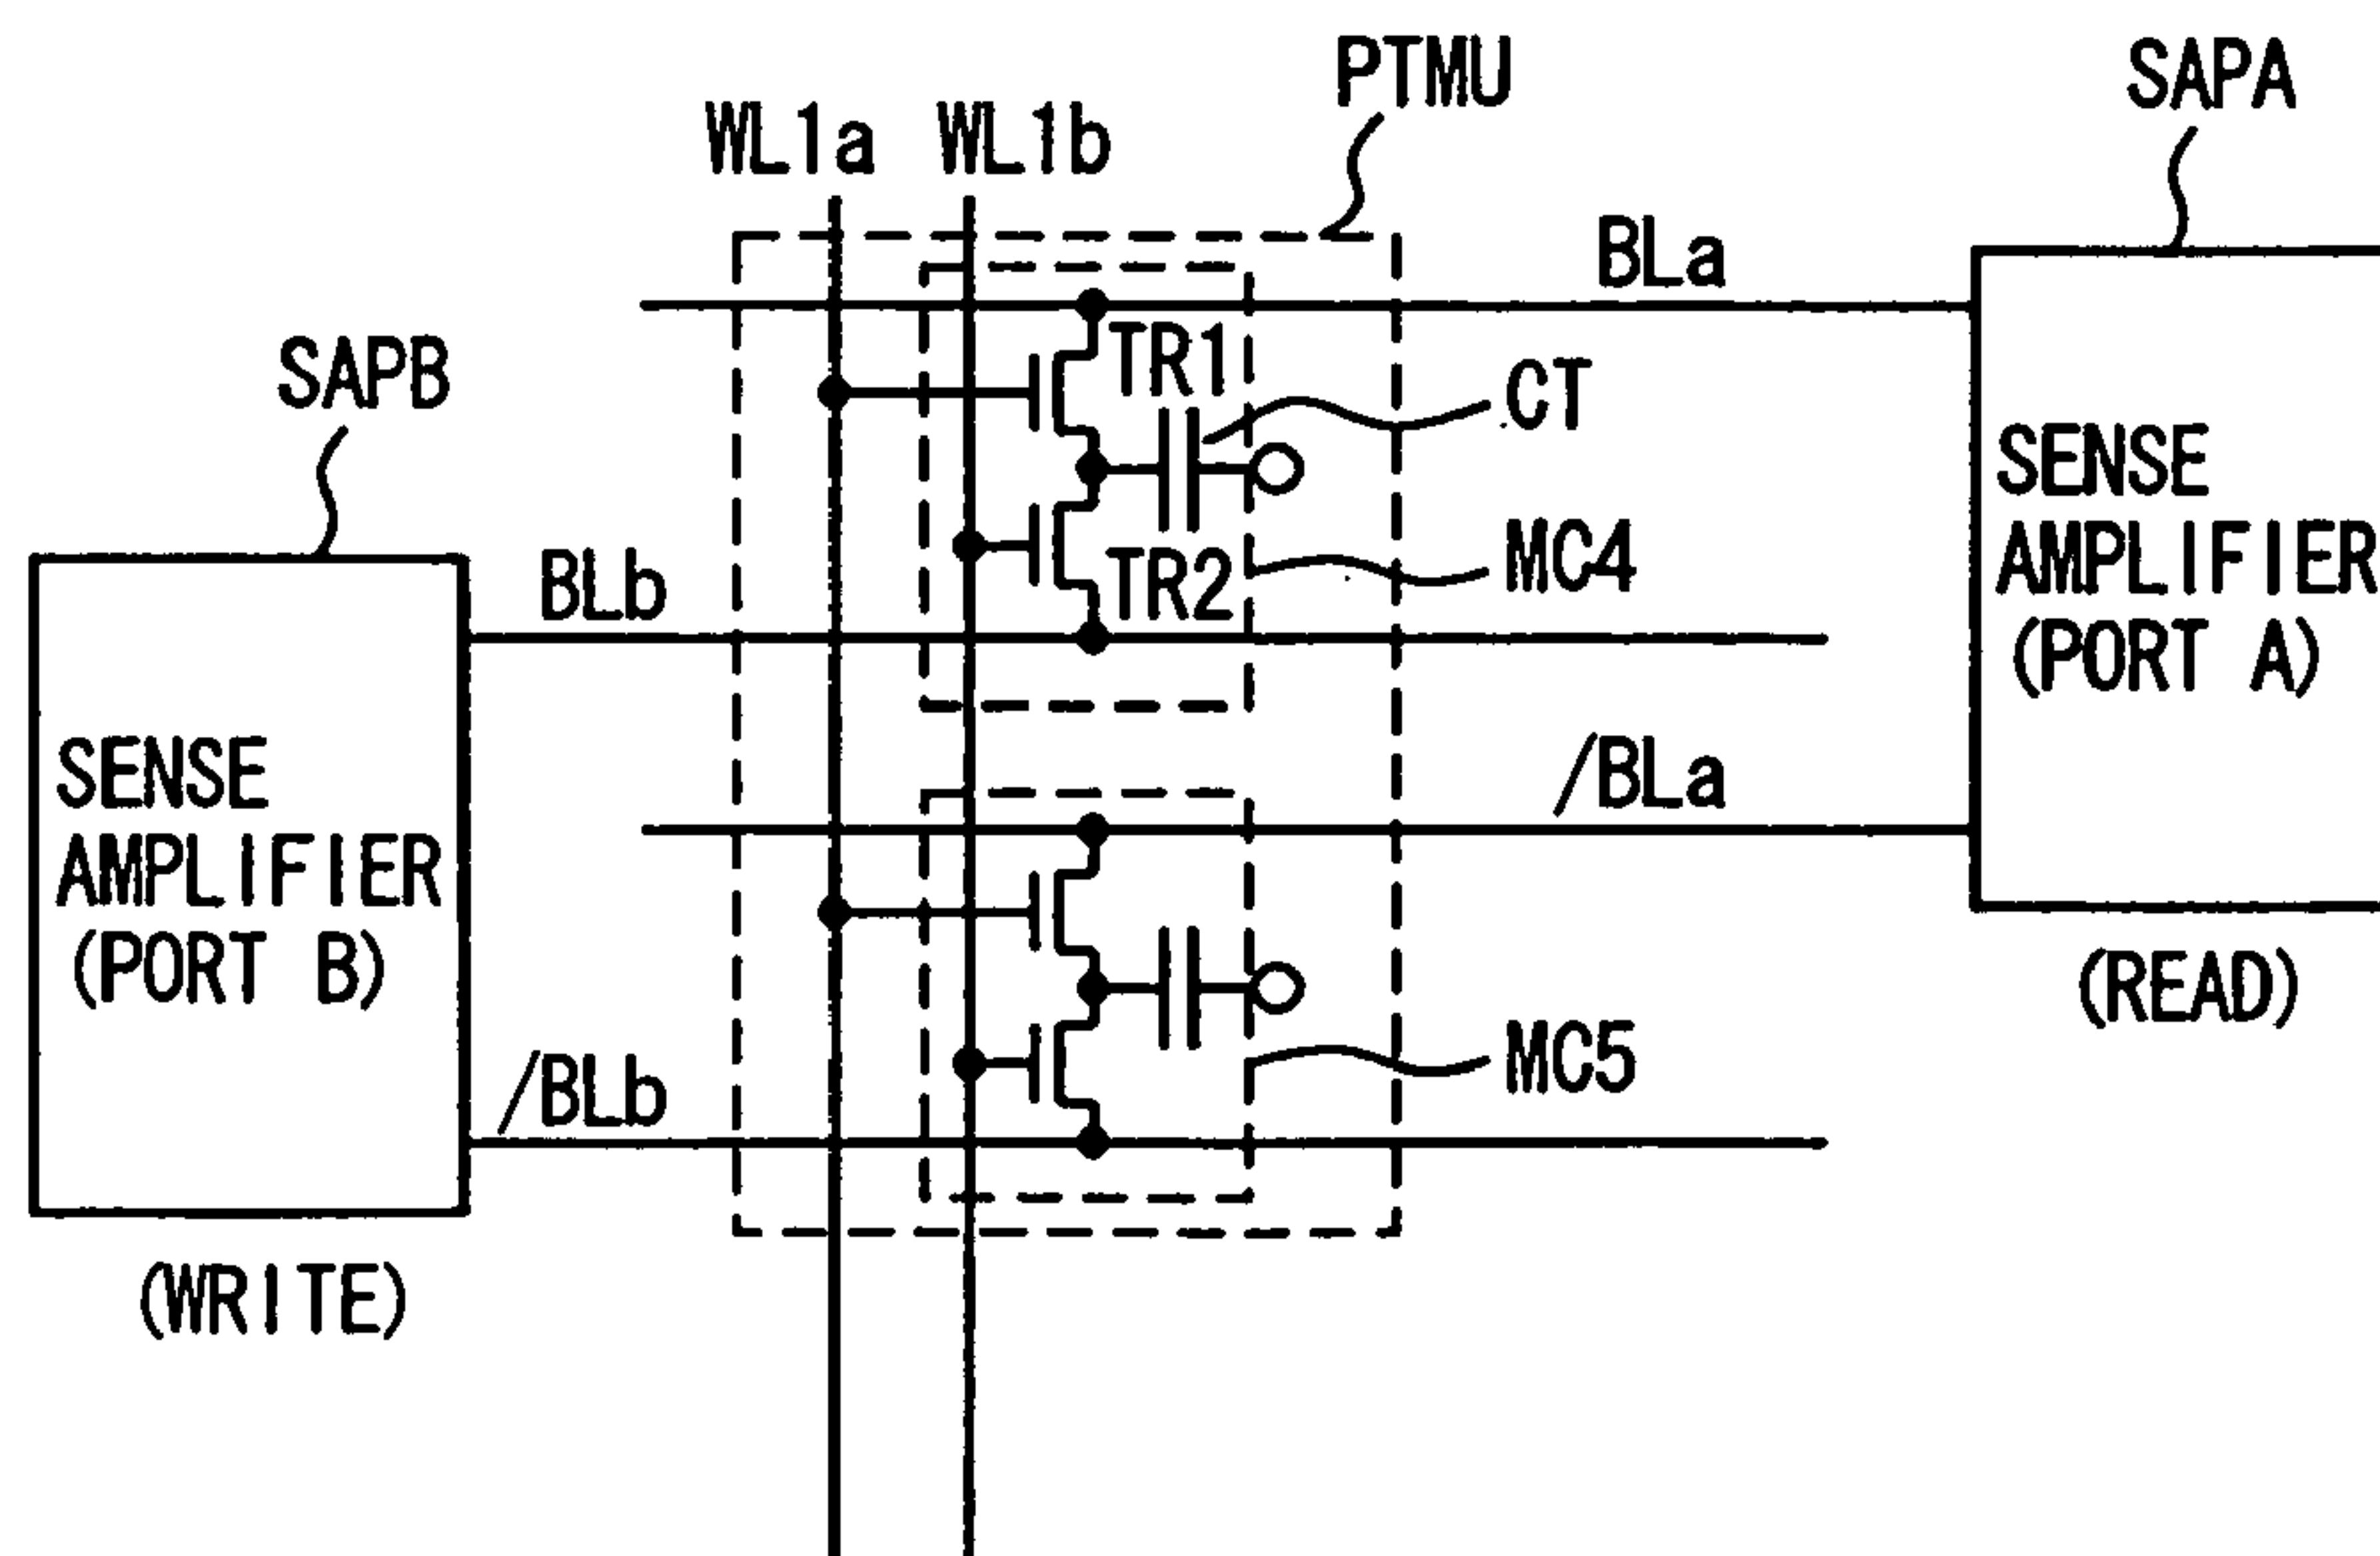 PTMU
SAPA
WL1a WL1b
BLa
SAPB
TR1
CT
SENSE
AMPLIFIER
(PORT A)
BLb
TR2
MC4
SENSE
AMPLIFIER
(PORT B)
/BLa
(READ)
/BLb
MC5
(WRITE)